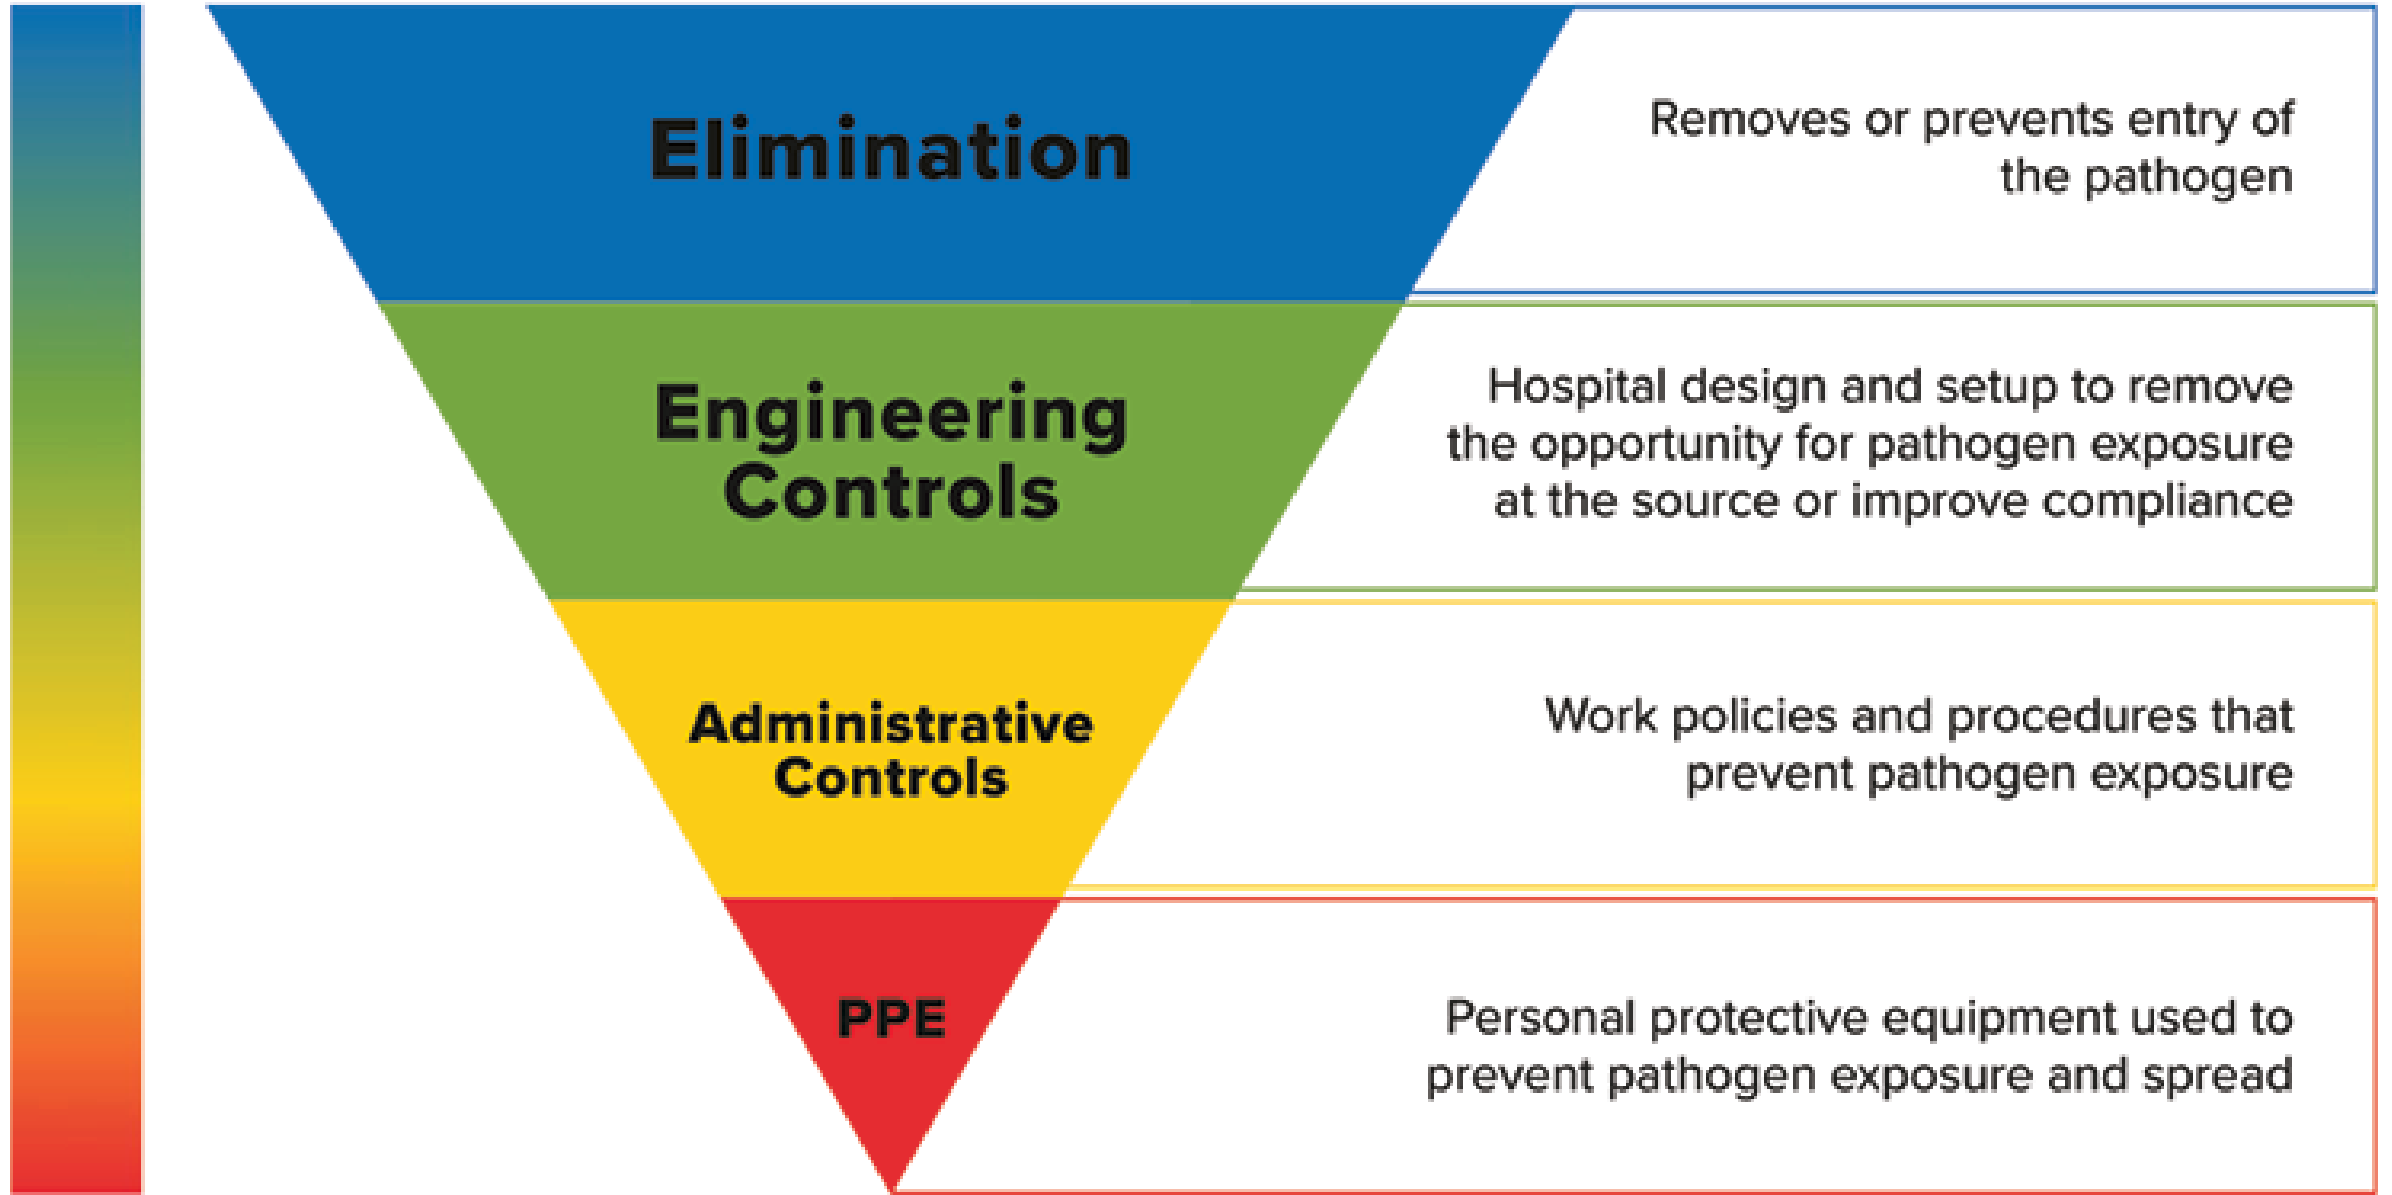 Elimination
Removes or prevents entry of
the pathogen
Engineering
Controls
Hospital design and setup to remove
the opportunity for pathogen exposure
at the source or improve compliance
Administrative
Controls
Work policies and procedures that
prevent pathogen exposure
PPE
Personal protective equipment used to
prevent pathogen exposure and spread